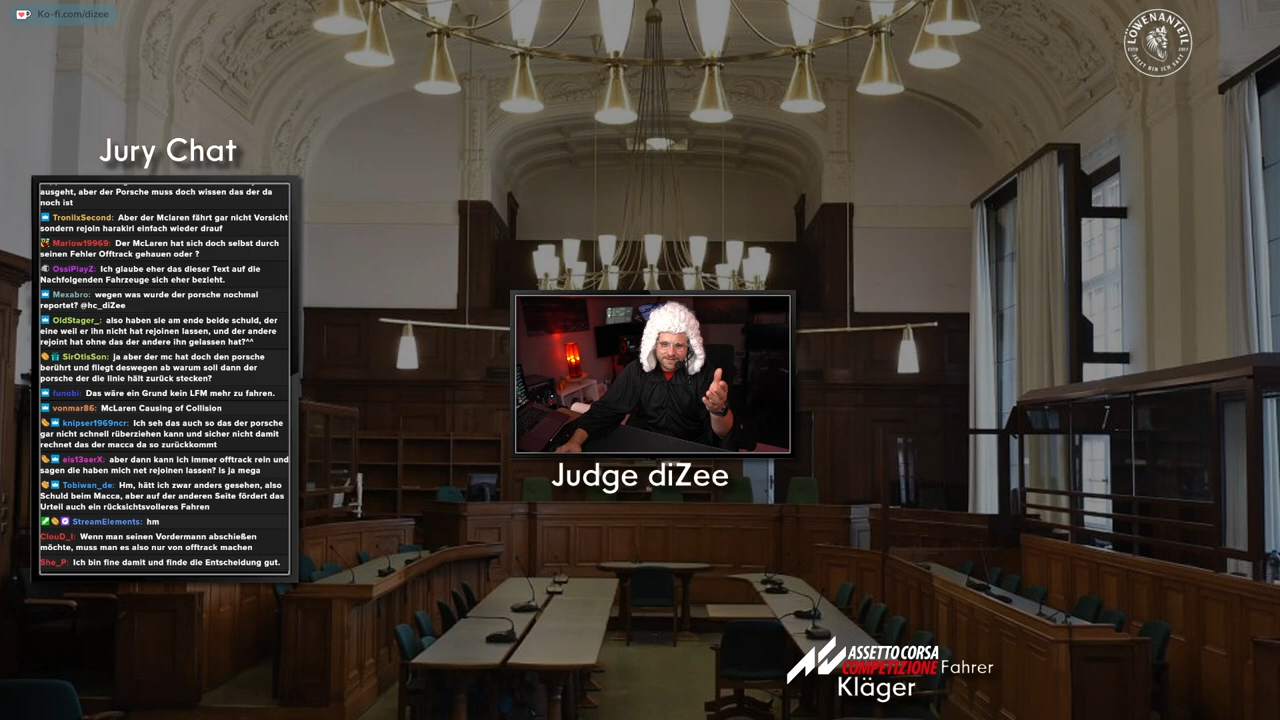 Ko-fi.com/dizee
LÖWENANTEIL
JETZT BIN ICH SATT
Jury Chat
ausgeht, aber der Porsche muss doch wissen das der da
noch ist
TroniixSecond: Aber der Mclaren fährt gar nicht Vorsicht
sondern rejoin harakiri einfach wieder drauf
Marlow19969: Der McLaren hat sich doch selbst durch
seinen Fehler Offtrack gehauen oder ?
OssiPlayZ: Ich glaube eher das dieser Text auf die
Nachfolgenden Fahrzeuge sich eher bezieht.
Mexabro: wegen was wurde der porsche nochmal
reportet? @hc_diZee
OldStager_: also haben sie am ende beide schuld, der
eine weil er ihn nicht hat rejoinen lassen, und der andere
rejoint hat ohne das der andere ihn gelassen hat?^^
SirOtisSon: ja aber der mc hat doch den porsche
berührt und fliegt deswegen ab warum soll dann der
porsche der die linie hält zurück stecken?
funobi: Das wäre ein Grund kein LFM mehr zu fahren.
vonmar86: McLaren Causing of Collision
knipser1969ncr: Ich seh das auch so das der porsche
gar nicht schnell rüberziehen kann und sicher nicht damit
rechnet das der macca da so zurückkommt
eis13aerX: aber dann kann ich immer offtrack rein und
sagen die haben mich net rejoinen lassen? is ja mega
Tobiwan_de: Hm, hätt ich zwar anders gesehen, also
Schuld beim Macca, aber auf der anderen Seite fördert das
Urteil auch ein rücksichtsvolleres Fahren
StreamElements: hm
ClouD_I: Wenn man seinen Vordermann abschießen
möchte, muss man es also nur von offtrack machen
She_P: Ich bin fine damit und finde die Entscheidung gut.
Judge diZee
ASSETTO CORSA
COMPETIZIONE Fahrer
Kläger